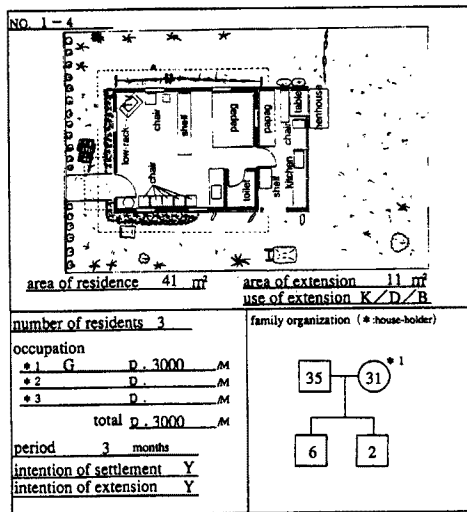 NO. 1-4
low-rack
chair
chair
shelf
papag
papag
table
chair
henhouse
toilet
shelf
kitchen
area of residence 41 m²
area of extension 11 m²
use of extension K/D/B
number of residents 3
occupation
*1 G P. 3000 /M
*2 P. /M
*3 P. /M
total P. 3000 /M
period 3 months
intention of settlement Y
intention of extension Y
family organization (*:house-holder)
35
31
*1
6
2